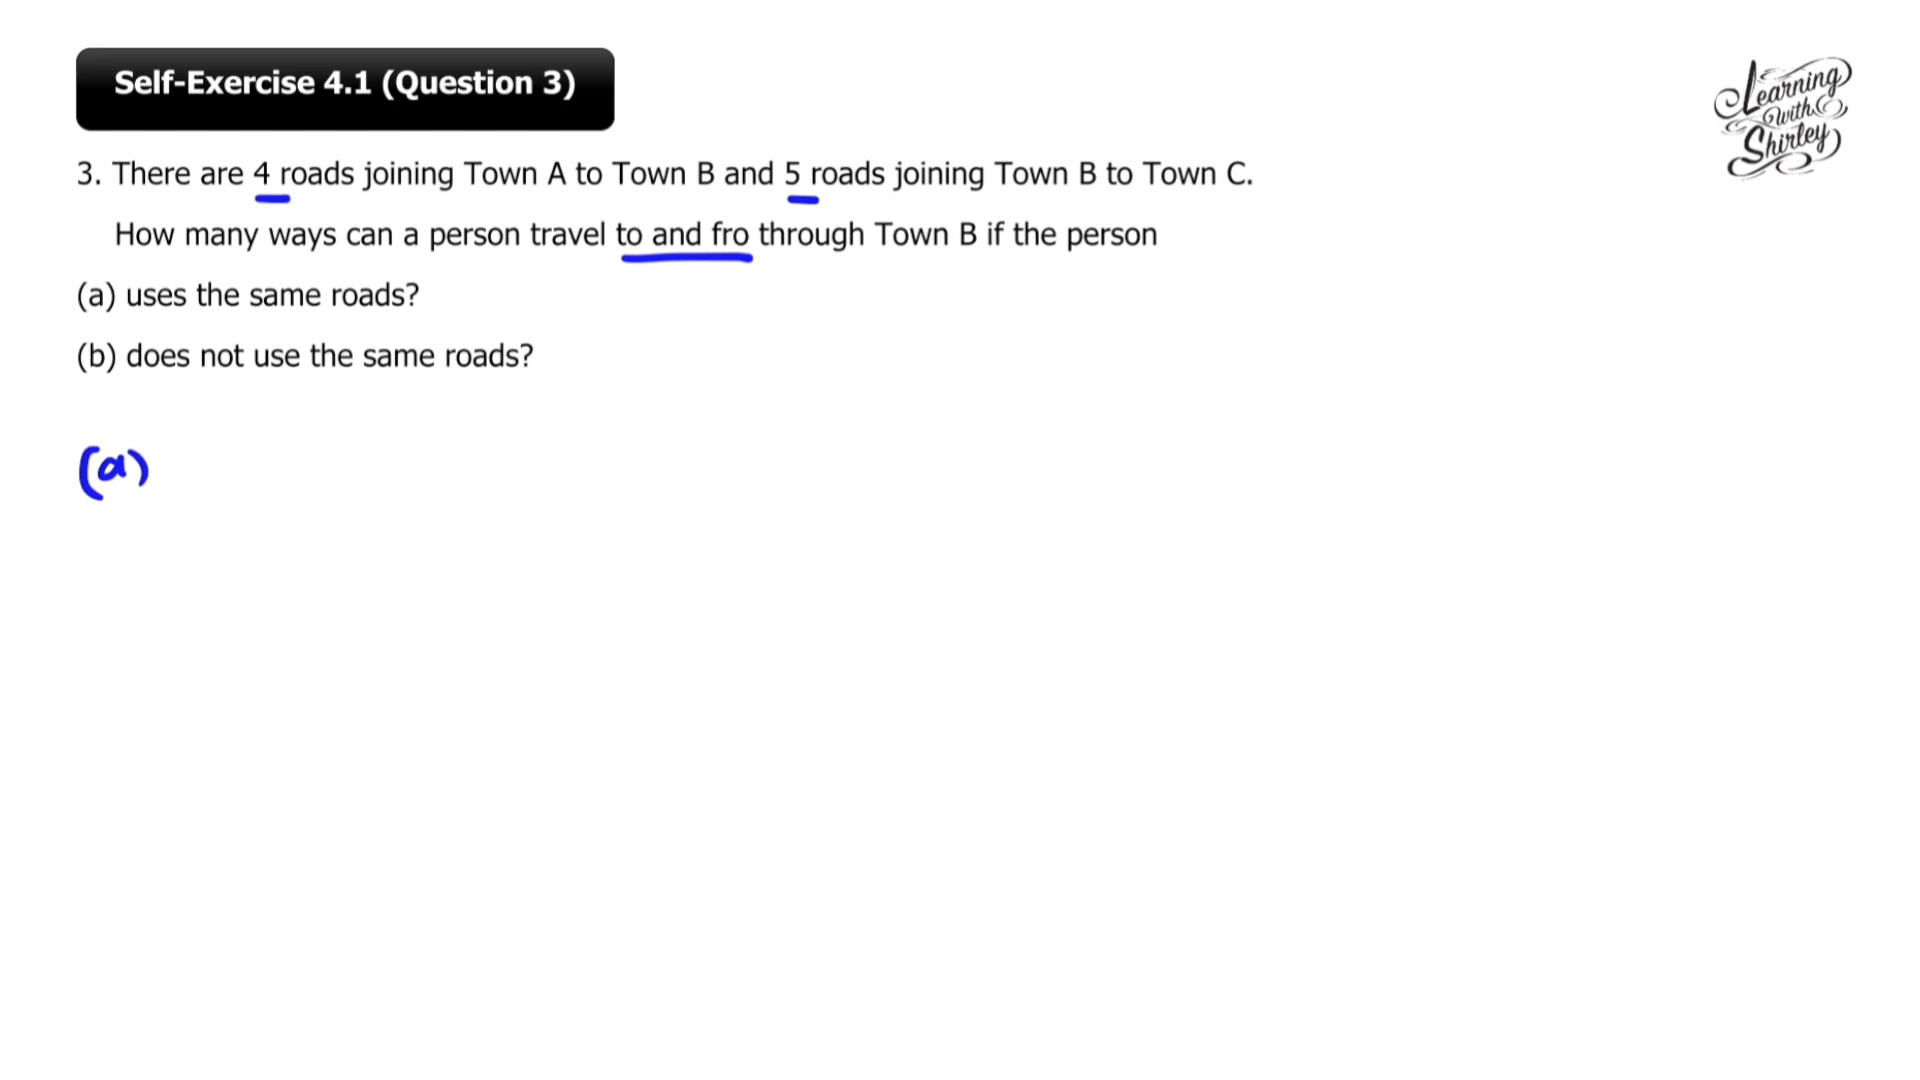 Self-Exercise 4.1 (Question 3)
Learning
with
Shirley
3. There are 4 roads joining Town A to Town B and 5 roads joining Town B to Town C.
How many ways can a person travel to and fro through Town B if the person
(a) uses the same roads?
(b) does not use the same roads?
(a)